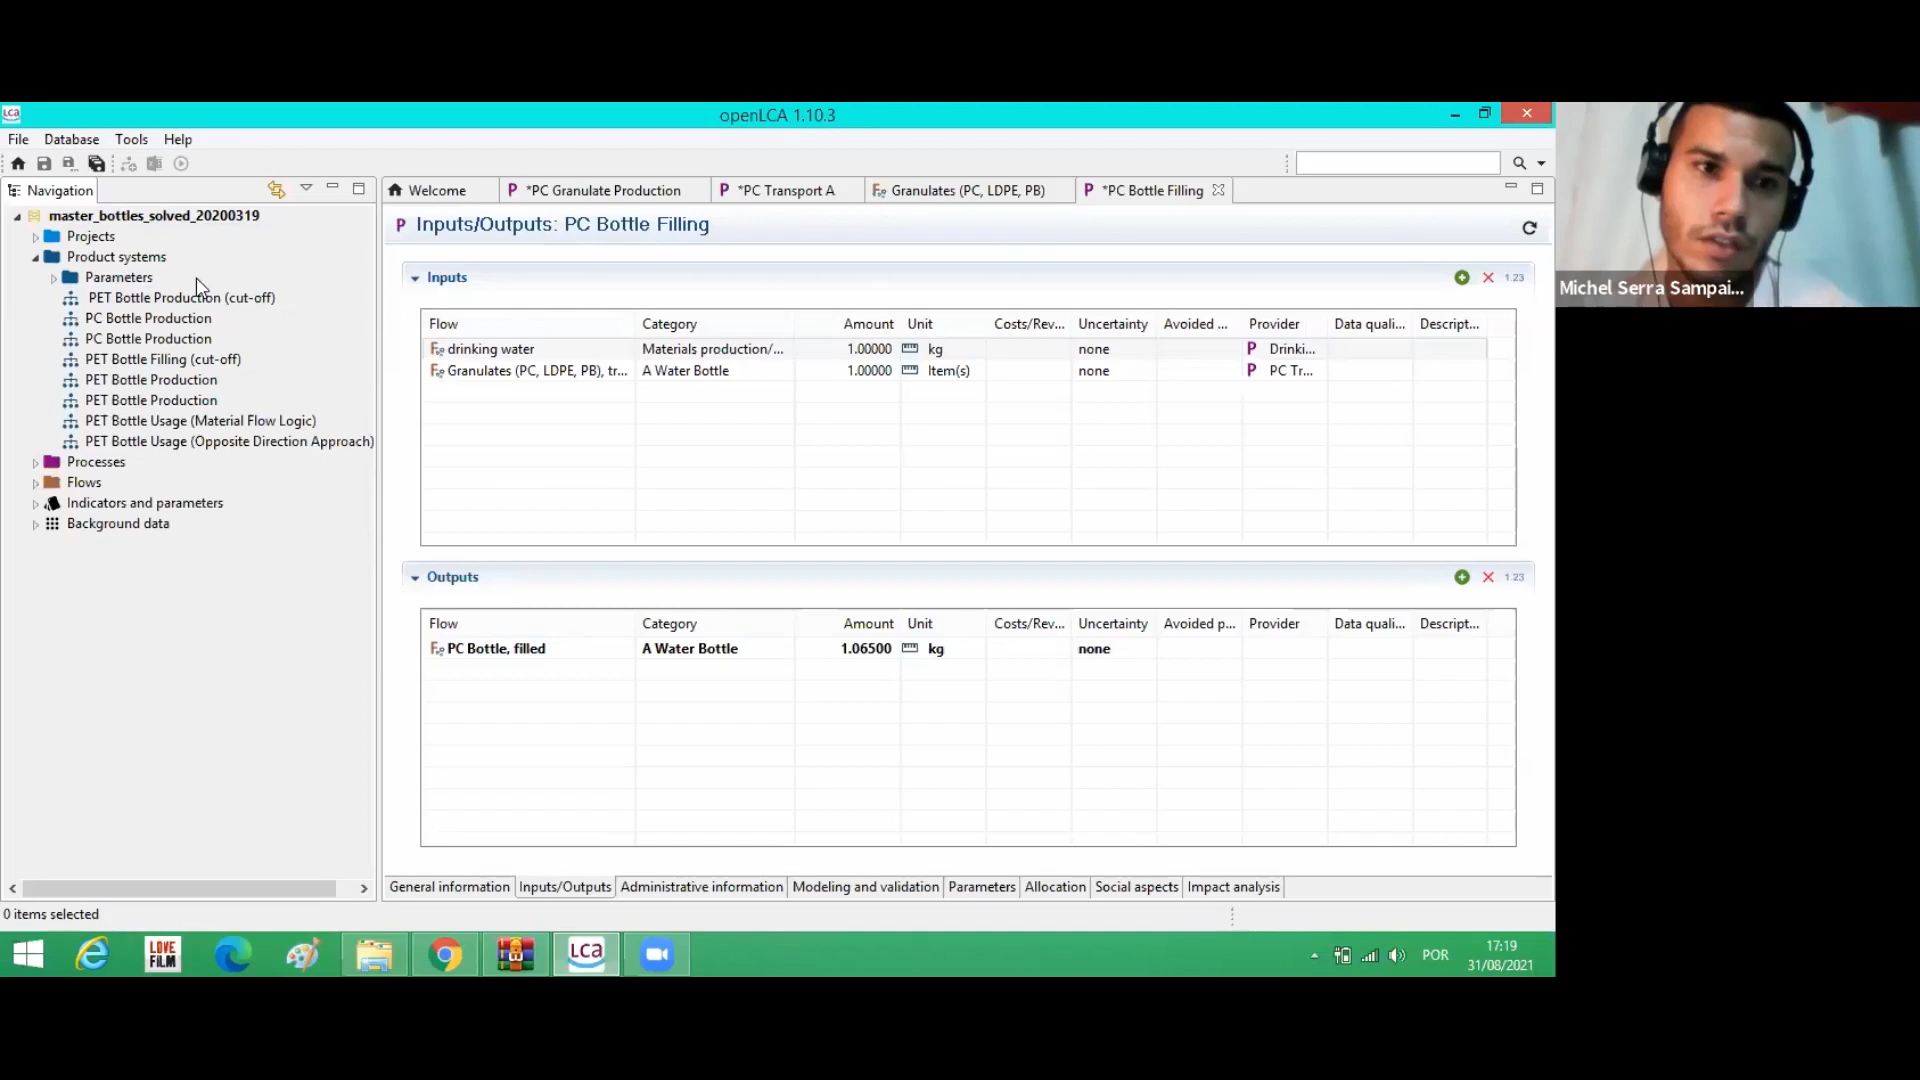 LCA
openLCA 1.10.3
File Database Tools Help
Navigation
master_bottles_solved_20200319
Projects
Product systems
Parameters
PET Bottle Production (cut-off)
PC Bottle Production
PC Bottle Production
PET Bottle Filling (cut-off)
PET Bottle Production
PET Bottle Production
PET Bottle Usage (Material Flow Logic)
PET Bottle Usage (Opposite Direction Approach)
Processes
Flows
Indicators and parameters
Background data
Welcome
P *PC Granulate Production
P *PC Transport A
Granulates (PC, LDPE, PB)
P *PC Bottle Filling
P Inputs/Outputs: PC Bottle Filling
Inputs 1.23
Flow Category Amount Unit Costs/Rev... Uncertainty Avoided ... Provider Data quali... Descript...
drinking water Materials production/... 1.00000 kg none P Drinki...
Granulates (PC, LDPE, PB), tr... A Water Bottle 1.00000 Item(s) none P PC Tr...
Outputs 1.23
Flow Category Amount Unit Costs/Rev... Uncertainty Avoided p... Provider Data quali... Descript...
PC Bottle, filled A Water Bottle 1.06500 kg none
General information Inputs/Outputs Administrative information Modeling and validation Parameters Allocation Social aspects Impact analysis
0 items selected
LOVE
FILM
LCA
POR
17:19
31/08/2021
Michel Serra Sampai...